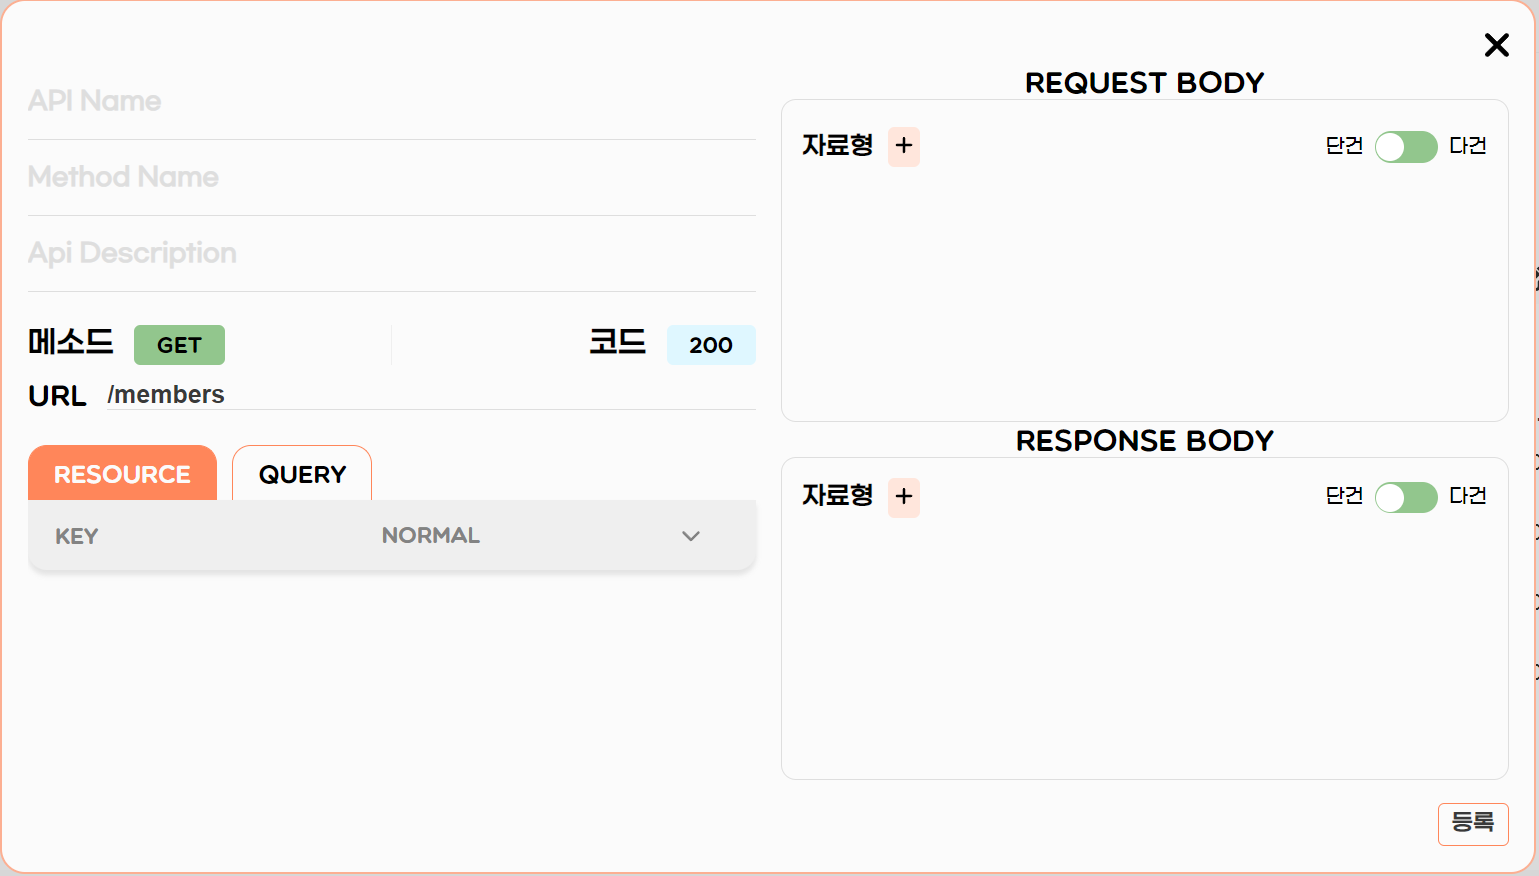 API Name
Method Name
Api Description
메소드 GET 코드 200
URL /members
RESOURCE QUERY
KEY NORMAL
REQUEST BODY
자료형 + 단건 다건
RESPONSE BODY
자료형 + 단건 다건
등록